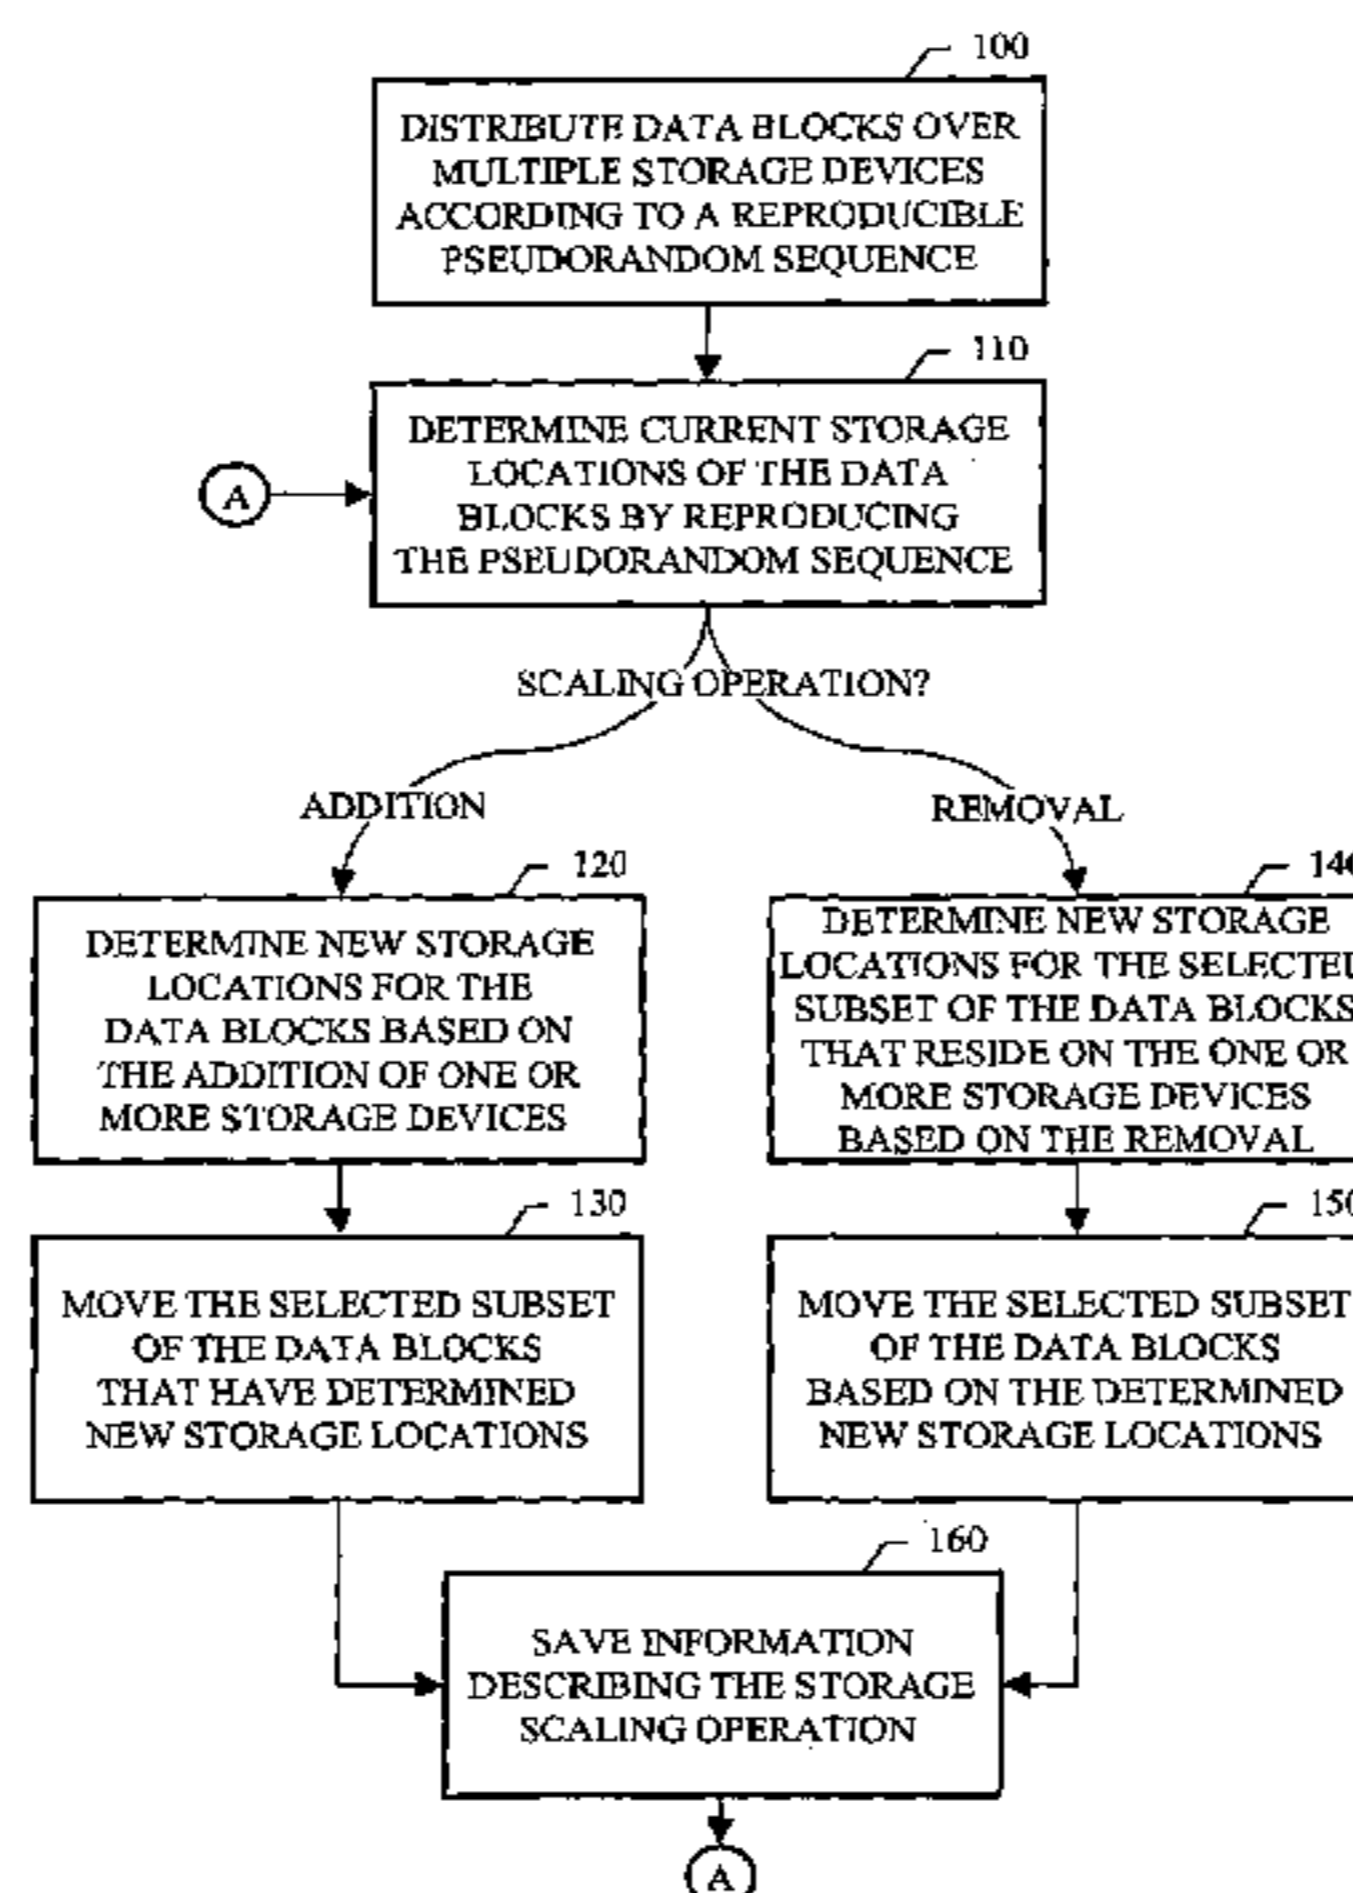 100
DISTRIBUTE DATA BLOCKS OVER
MULTIPLE STORAGE DEVICES
ACCORDING TO A REPRODUCIBLE
PSEUDORANDOM SEQUENCE
110
DETERMINE CURRENT STORAGE
LOCATIONS OF THE DATA
BLOCKS BY REPRODUCING
THE PSEUDORANDOM SEQUENCE
A
SCALING OPERATION?
ADDITION
REMOVAL
120
DETERMINE NEW STORAGE
LOCATIONS FOR THE
DATA BLOCKS BASED ON
THE ADDITION OF ONE OR
MORE STORAGE DEVICES
140
DETERMINE NEW STORAGE
LOCATIONS FOR THE SELECTED
SUBSET OF THE DATA BLOCKS
THAT RESIDE ON THE ONE OR
MORE STORAGE DEVICES
BASED ON THE REMOVAL
130
MOVE THE SELECTED SUBSET
OF THE DATA BLOCKS
THAT HAVE DETERMINED
NEW STORAGE LOCATIONS
150
MOVE THE SELECTED SUBSET
OF THE DATA BLOCKS
BASED ON THE DETERMINED
NEW STORAGE LOCATIONS
160
SAVE INFORMATION
DESCRIBING THE STORAGE
SCALING OPERATION
A